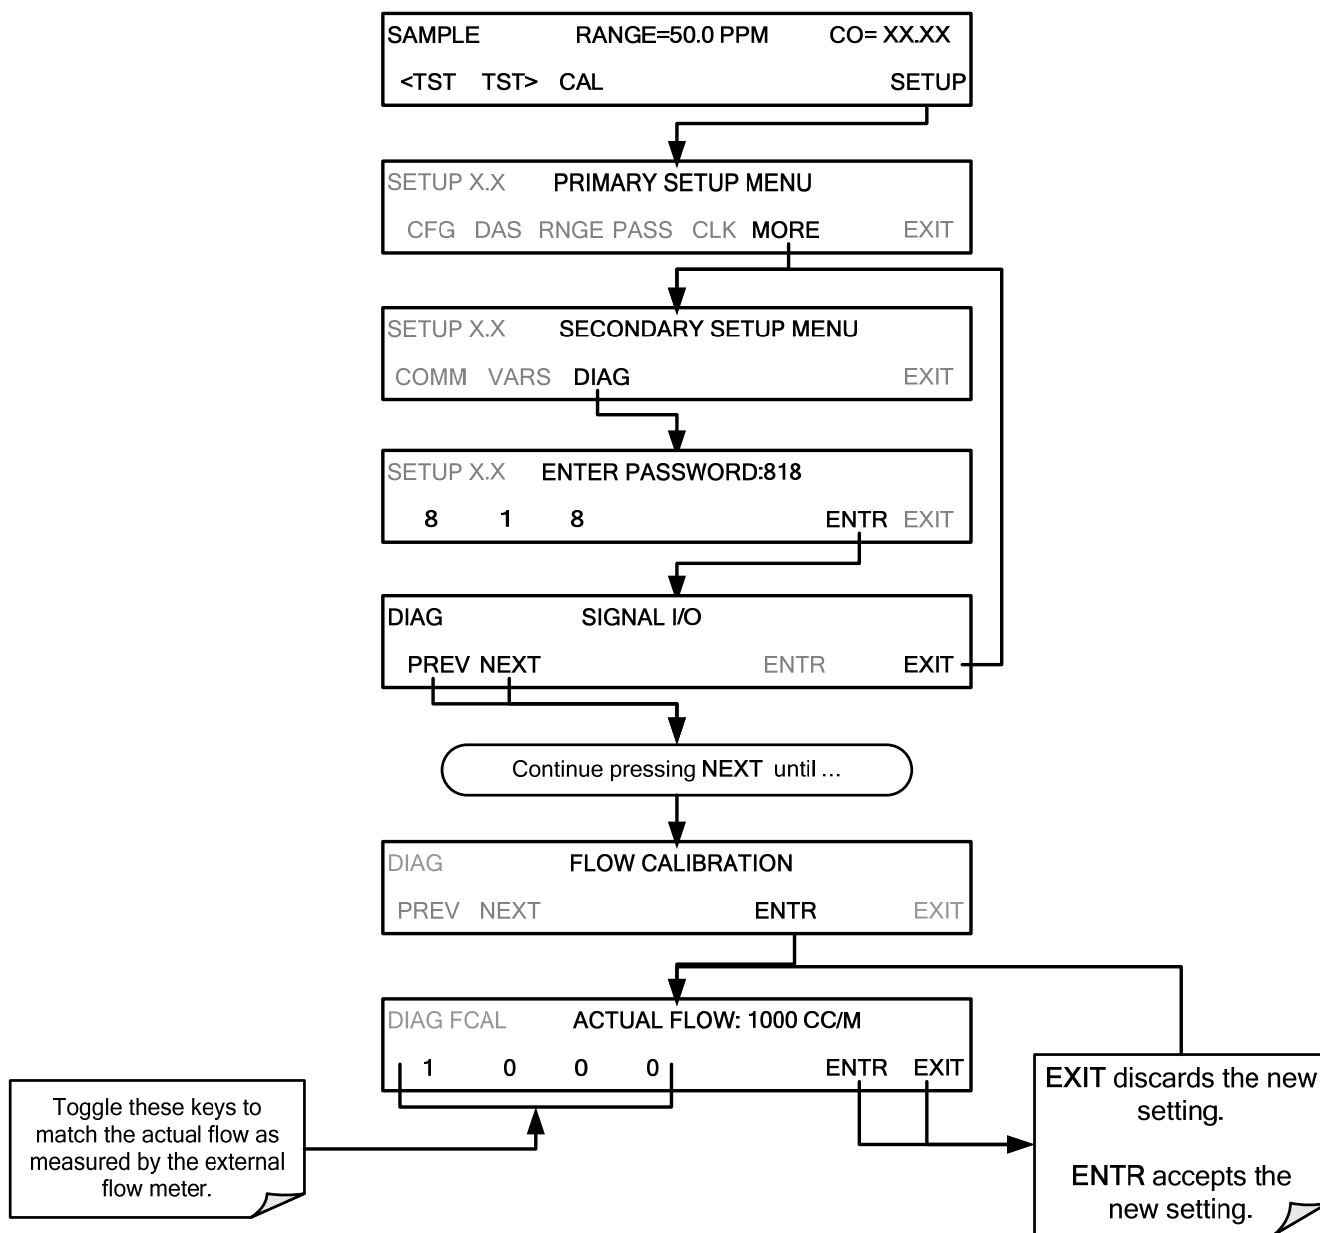 SAMPLE RANGE=50.0 PPM CO= XX.XX
<TST TST> CAL SETUP
SETUP X.X PRIMARY SETUP MENU
CFG DAS RNGE PASS CLK MORE EXIT
SETUP X.X SECONDARY SETUP MENU
COMM VARS DIAG EXIT
SETUP X.X ENTER PASSWORD:818
8 1 8 ENTR EXIT
DIAG SIGNAL I/O
PREV NEXT ENTR EXIT
Continue pressing NEXT until ...
DIAG FLOW CALIBRATION
PREV NEXT ENTR EXIT
DIAG FCAL ACTUAL FLOW: 1000 CC/M
1 0 0 0 ENTR EXIT
Toggle these keys to
match the actual flow as
measured by the external
flow meter.
EXIT discards the new
setting.
ENTR accepts the
new setting.